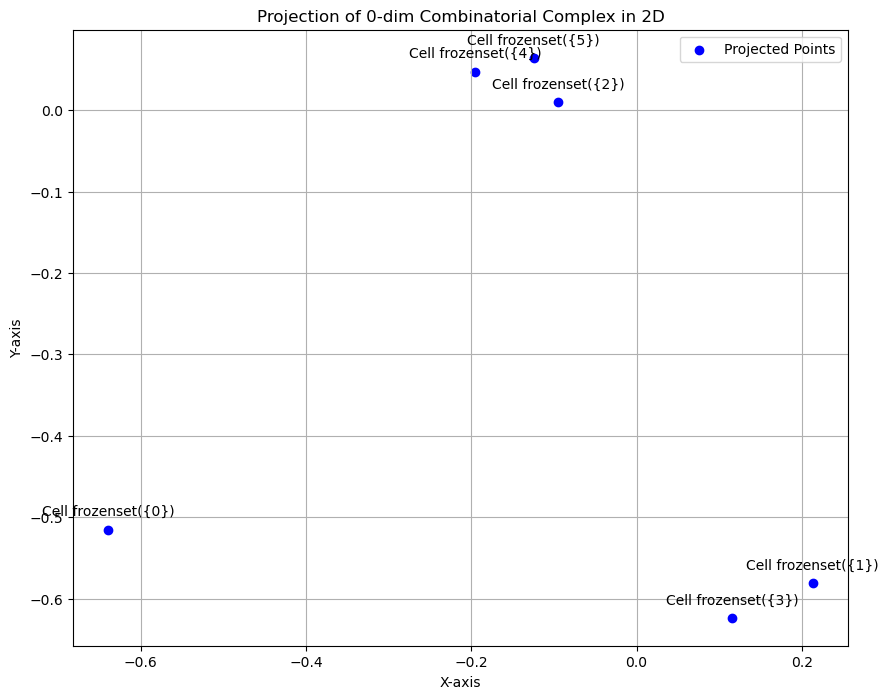 Projection of 0-dim Combinatorial Complex in 2D
Projected Points
Cell frozenset({5})
Cell frozenset({4})
Cell frozenset({2})
Cell frozenset({0})
Cell frozenset({1})
Cell frozenset({3})
Y-axis
0.0
−0.1
−0.2
−0.3
−0.4
−0.5
−0.6
−0.6
−0.4
−0.2
0.0
0.2
X-axis